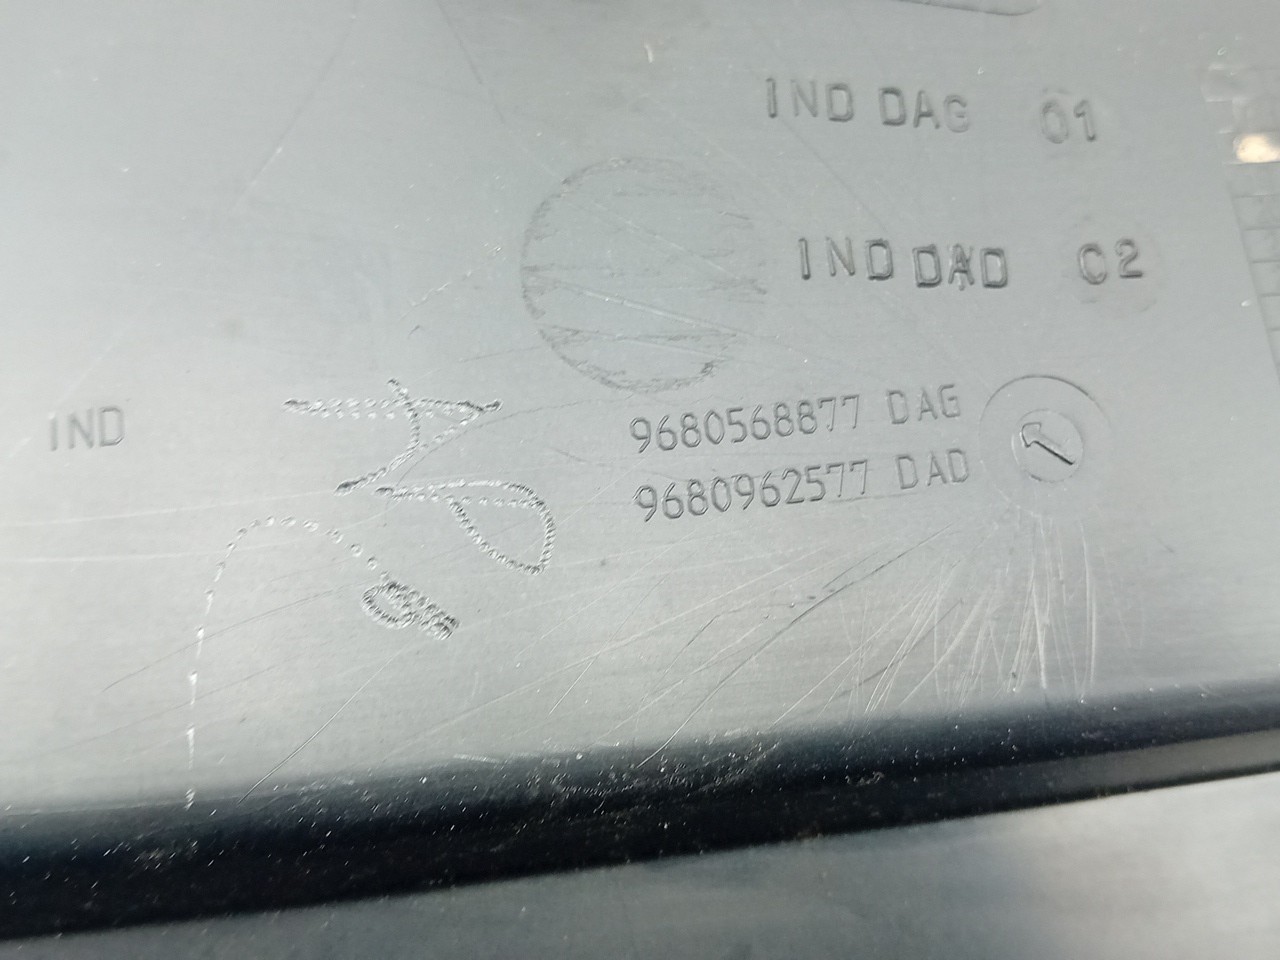 IND DAG 01
IND DAD C2
IND
9680568877 DAG
9680962577 DAD